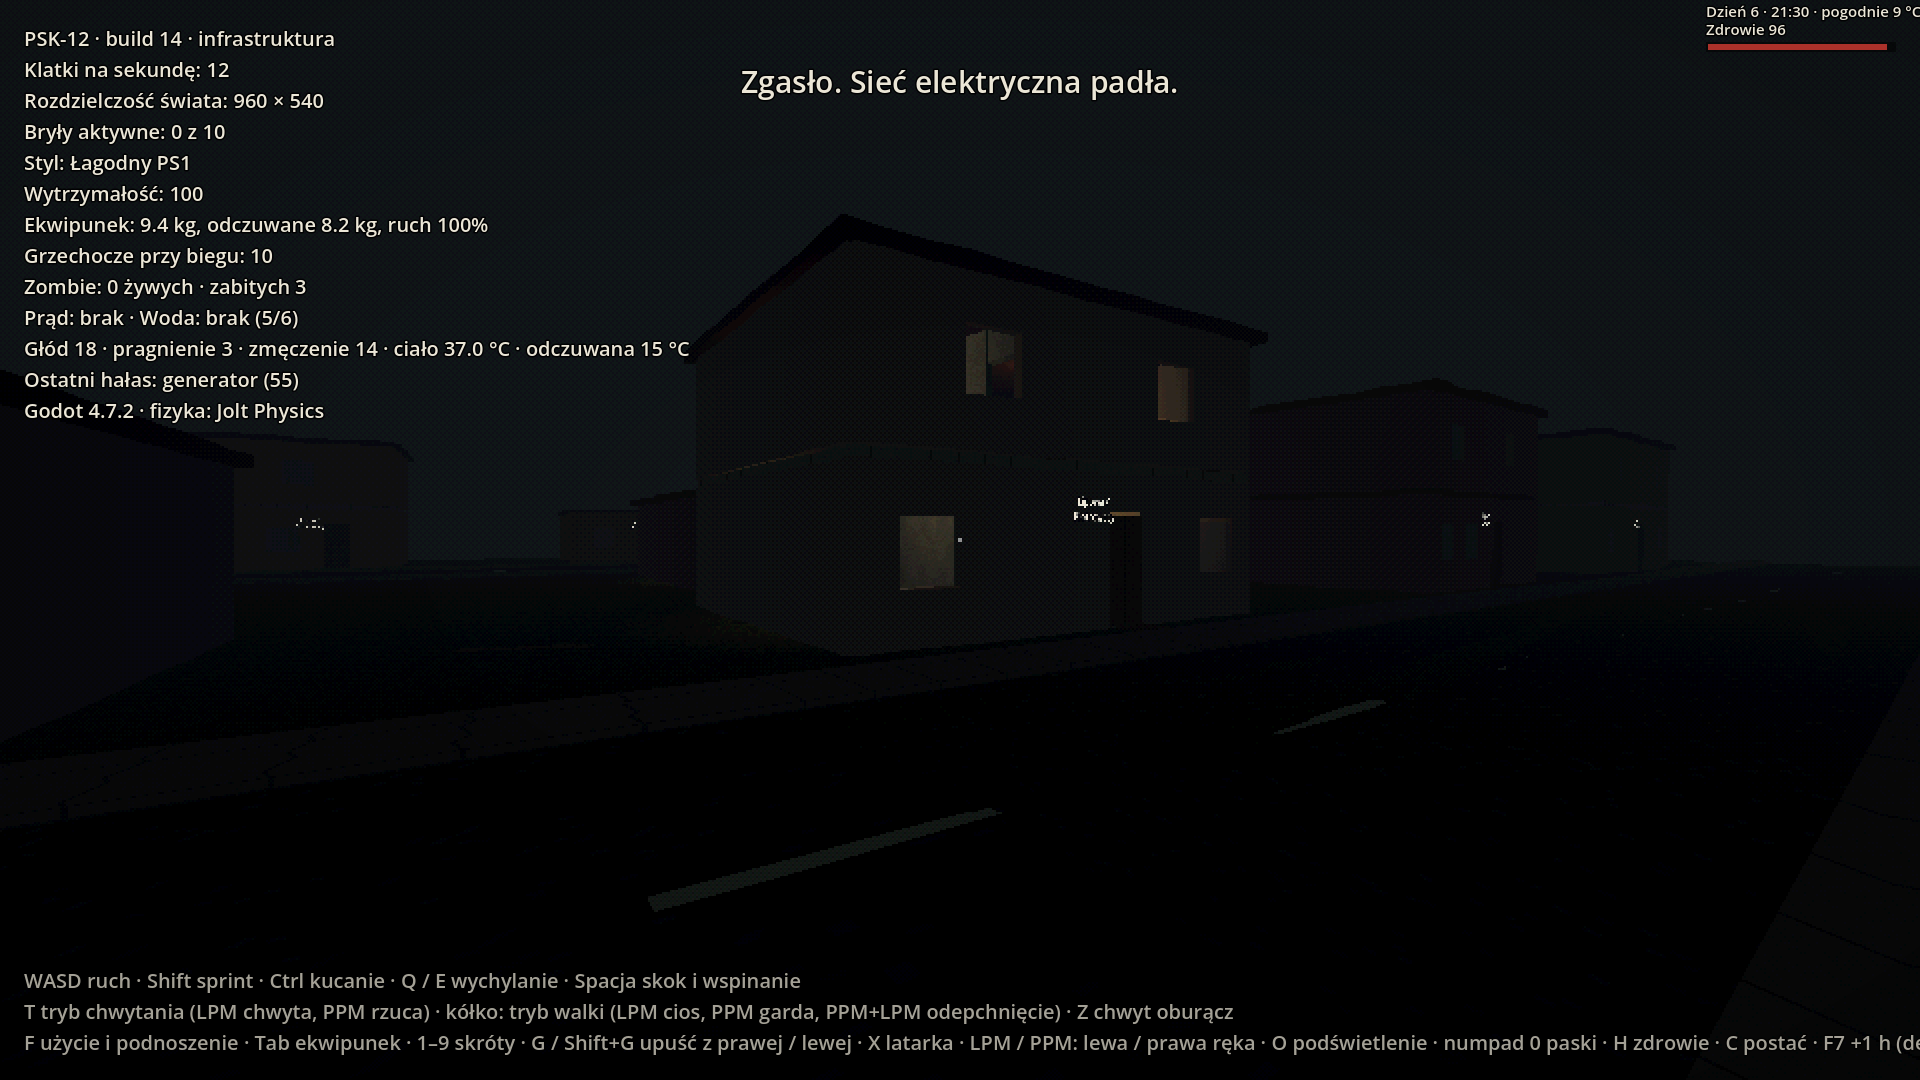 PSK-12 · build 14 · infrastruktura
Klatki na sekundę: 12
Rozdzielczość świata: 960 × 540
Bryły aktywne: 0 z 10
Styl: Łagodny PS1
Wytrzymałość: 100
Ekwipunek: 9.4 kg, odczuwane 8.2 kg, ruch 100%
Grzechocze przy biegu: 10
Zombie: 0 żywych · zabitych 3
Prąd: brak · Woda: brak (5/6)
Głód 18 · pragnienie 3 · zmęczenie 14 · ciało 37.0 °C · odczuwana 15 °C
Ostatni hałas: generator (55)
Godot 4.7.2 · fizyka: Jolt Physics
Zgasło. Sieć elektryczna padła.
Dzień 6 · 21:30 · pogodnie 9 °C
Zdrowie 96
WASD ruch · Shift sprint · Ctrl kucanie · Q / E wychylanie · Spacja skok i wspinanie
T tryb chwytania (LPM chwyta, PPM rzuca) · kółko: tryb walki (LPM cios, PPM garda, PPM+LPM odepchnięcie) · Z chwyt oburącz
F użycie i podnoszenie · Tab ekwipunek · 1–9 skróty · G / Shift+G upuść z prawej / lewej · X latarka · LPM / PPM: lewa / prawa ręka · O podświetlenie · numpad 0 paski · H zdrowie · C postać · F7 +1 h